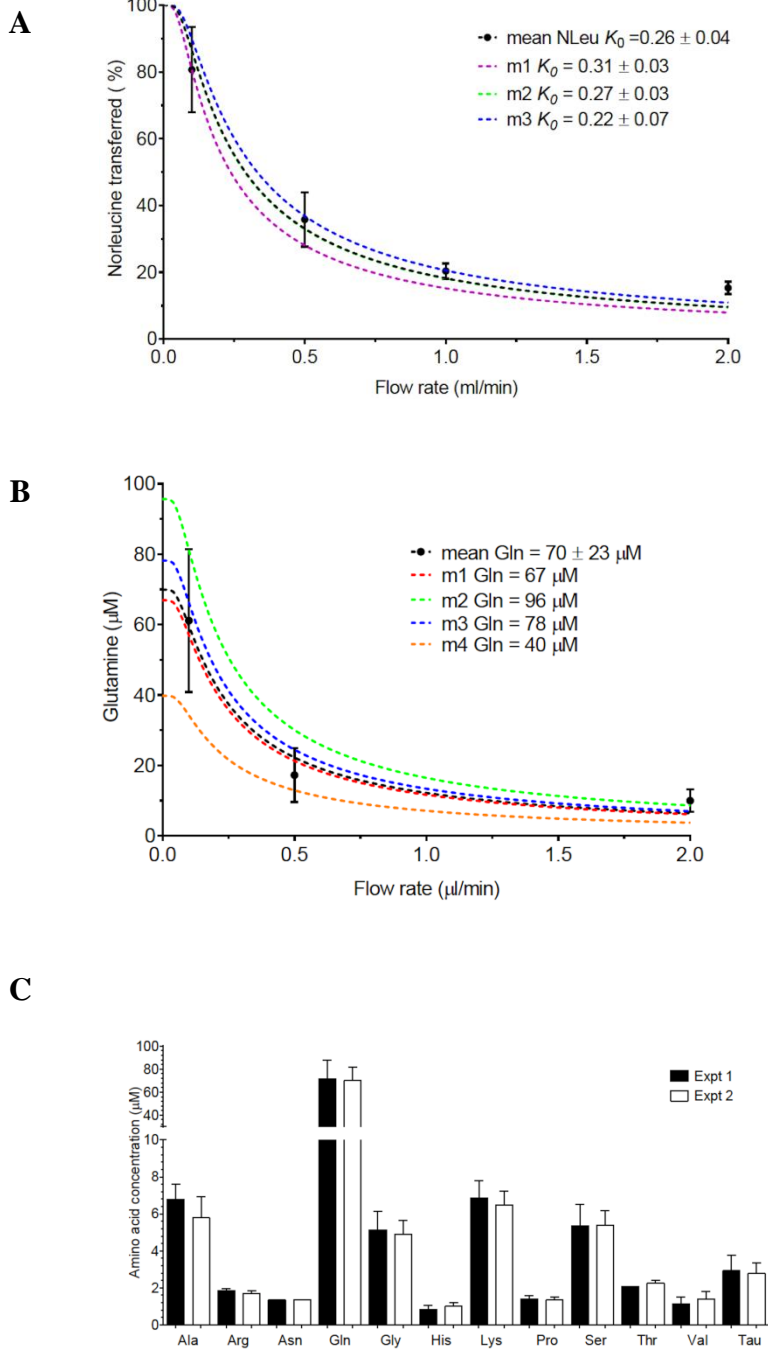 A
Norleucine transferred ( %)
100
80
60
40
20
0
0.0 0.5 1.0 1.5 2.0
Flow rate (ml/min)
mean NLeu K0 =0.26 ± 0.04
m1 K0 = 0.31 ± 0.03
m2 K0 = 0.27 ± 0.03
m3 K0 = 0.22 ± 0.07
B
Glutamine (μM)
100
80
60
40
20
0
0.0 0.5 1.0 1.5 2.0
Flow rate (μl/min)
mean Gln = 70 ± 23 μM
m1 Gln = 67 μM
m2 Gln = 96 μM
m3 Gln = 78 μM
m4 Gln = 40 μM
C
Amino acid concentration (μM)
100
80
60
40
10
8
6
4
2
0
Ala Arg Asn Gln Gly His Lys Pro Ser Thr Val Tau
Expt 1
Expt 2